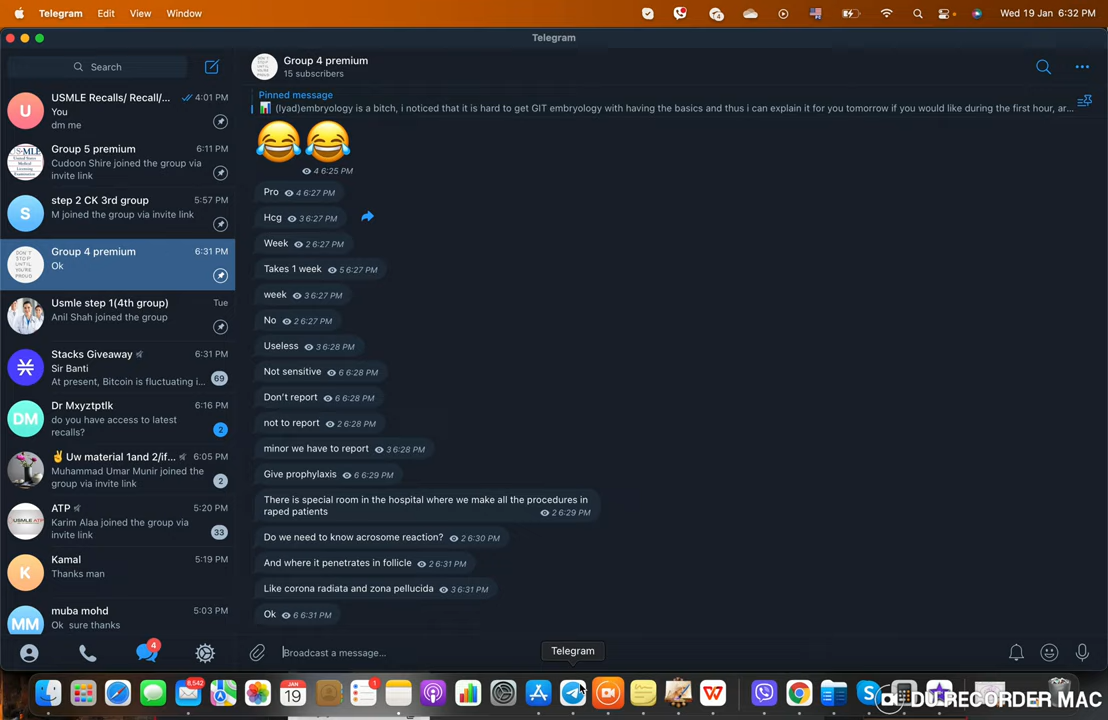 Telegram Edit View Window Wed 19 Jan 6:32 PM
Telegram
Search
USMLE Recalls/ Recall/... 4:01 PM
You
dm me
Group 5 premium 6:11 PM
Cudoon Shire joined the group via
invite link
step 2 CK 3rd group 5:57 PM
M joined the group via invite link
Group 4 premium 6:31 PM
Ok
Usmle step 1(4th group) Tue
Anil Shah joined the group
Stacks Giveaway 6:31 PM
Sir Banti
At present, Bitcoin is fluctuating i... 69
DM Dr Mxyztptlk 6:16 PM
do you have access to latest
recalls? 2
✌Uw material 1and 2/if... 6:05 PM
Muhammad Umar Munir joined the
group via invite link 2
ATP 5:20 PM
Karim Alaa joined the group via
invite link 33
K Kamal 5:19 PM
Thanks man
MM muba mohd 5:03 PM
Ok sure thanks
4
Group 4 premium
15 subscribers
Pinned message
(Iyad)embryology is a bitch, i noticed that it is hard to get GIT embryology with having the basics and thus i can explain it for you tomorrow if you would like during the first hour, ar...
😂😂
4 6:25 PM
Pro 4 6:27 PM
Hcg 3 6:27 PM
Week 2 6:27 PM
Takes 1 week 5 6:27 PM
week 3 6:27 PM
No 2 6:27 PM
Useless 3 6:28 PM
Not sensitive 6 6:28 PM
Don't report 6 6:28 PM
not to report 2 6:28 PM
minor we have to report 3 6:28 PM
Give prophylaxis 6 6:29 PM
There is special room in the hospital where we make all the procedures in
raped patients 2 6:29 PM
Do we need to know acrosome reaction? 2 6:30 PM
And where it penetrates in follicle 2 6:31 PM
Like corona radiata and zona pellucida 3 6:31 PM
Ok 6 6:31 PM
Broadcast a message...
Telegram
8,542
JAN
19
1
DU RECORDER MAC